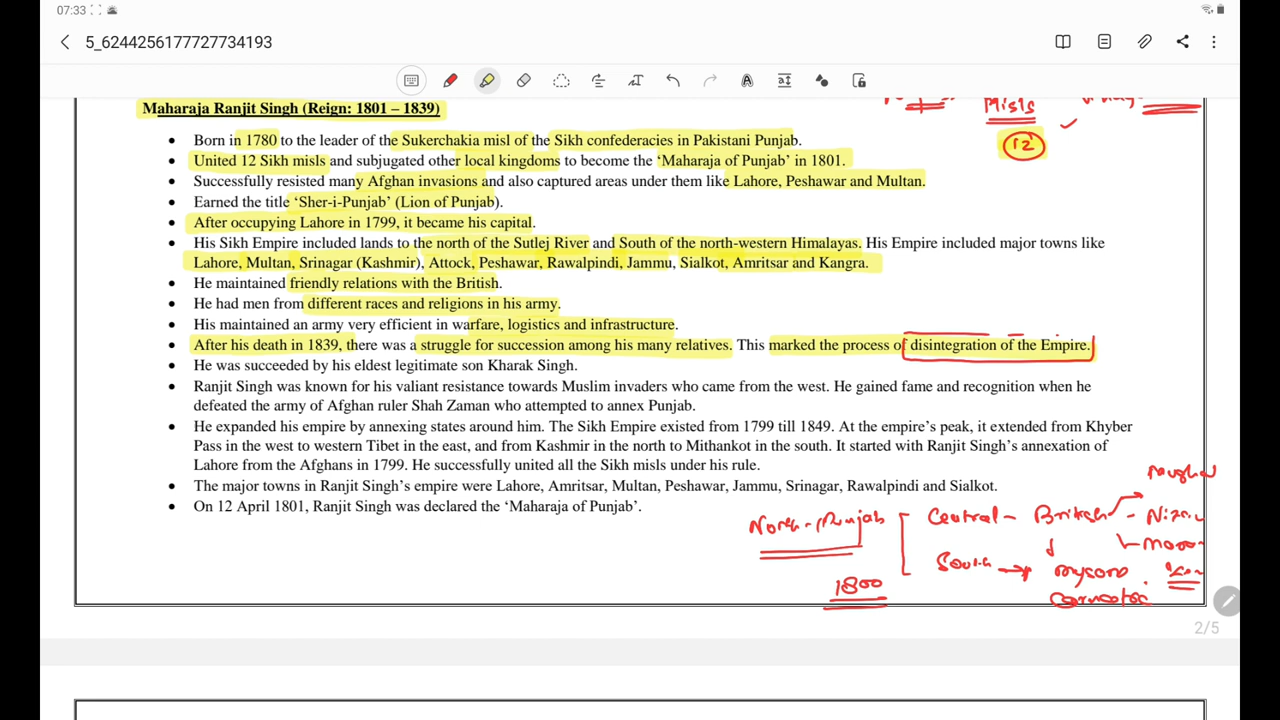 07:33
5_6244256177727734193
Maharaja Ranjit Singh (Reign: 1801 – 1839)
Misls
12
• Born in 1780 to the leader of the Sukerchakia misl of the Sikh confederacies in Pakistani Punjab.
• United 12 Sikh misls and subjugated other local kingdoms to become the ‘Maharaja of Punjab’ in 1801.
• Successfully resisted many Afghan invasions and also captured areas under them like Lahore, Peshawar and Multan.
• Earned the title ‘Sher-i-Punjab’ (Lion of Punjab).
• After occupying Lahore in 1799, it became his capital.
• His Sikh Empire included lands to the north of the Sutlej River and South of the north-western Himalayas. His Empire included major towns like
Lahore, Multan, Srinagar (Kashmir), Attock, Peshawar, Rawalpindi, Jammu, Sialkot, Amritsar and Kangra.
• He maintained friendly relations with the British.
• He had men from different races and religions in his army.
• His maintained an army very efficient in warfare, logistics and infrastructure.
• After his death in 1839, there was a struggle for succession among his many relatives. This marked the process of disintegration of the Empire.
• He was succeeded by his eldest legitimate son Kharak Singh.
• Ranjit Singh was known for his valiant resistance towards Muslim invaders who came from the west. He gained fame and recognition when he
defeated the army of Afghan ruler Shah Zaman who attempted to annex Punjab.
• He expanded his empire by annexing states around him. The Sikh Empire existed from 1799 till 1849. At the empire’s peak, it extended from Khyber
Pass in the west to western Tibet in the east, and from Kashmir in the north to Mithankot in the south. It started with Ranjit Singh’s annexation of
Lahore from the Afghans in 1799. He successfully united all the Sikh misls under his rule.
• The major towns in Ranjit Singh’s empire were Lahore, Amritsar, Multan, Peshawar, Jammu, Srinagar, Rawalpindi and Sialkot.
• On 12 April 1801, Ranjit Singh was declared the ‘Maharaja of Punjab’.
Mughal
North - Punjab Central - British
South → Mysore
1800 Carnatic
2/5